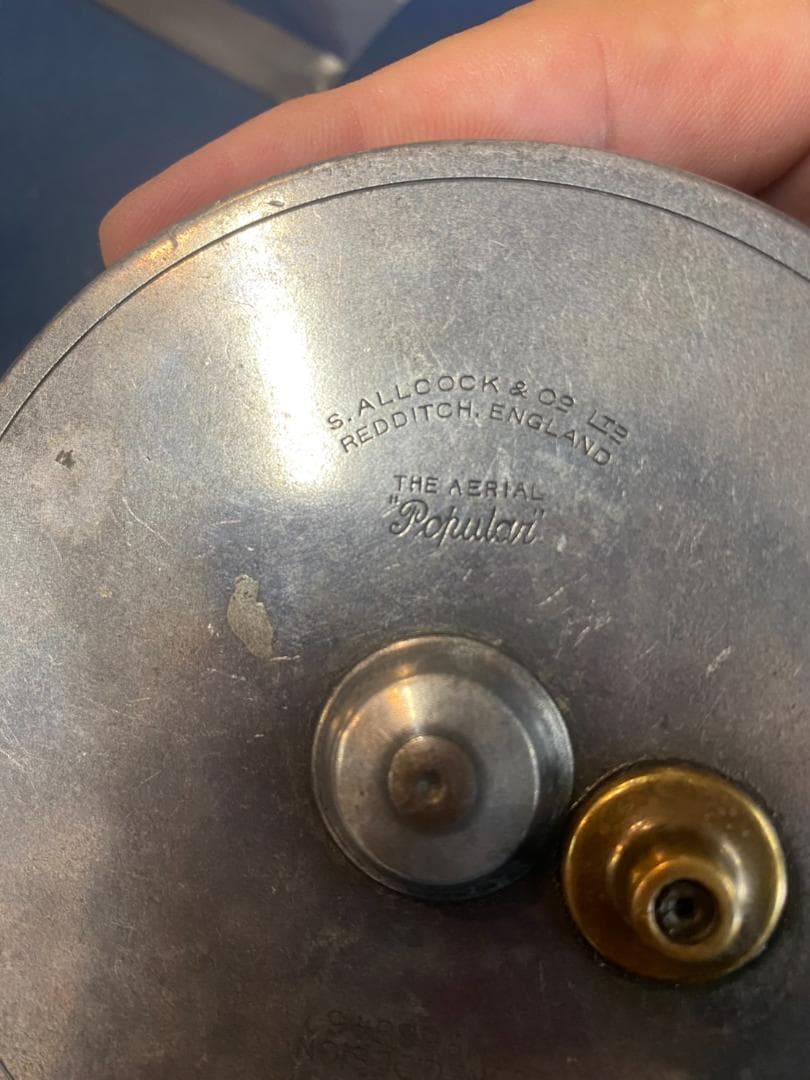 S. ALLCOCK & Cº LTD
REDDITCH. ENGLAND
THE AERIAL
"Popular"